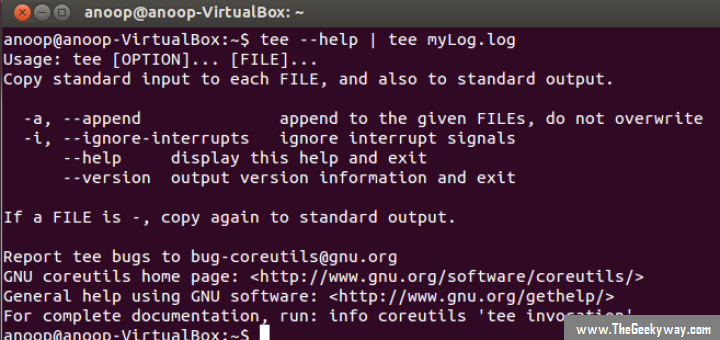 anoop@anoop-VirtualBox: ~
anoop@anoop-VirtualBox:~$ tee --help | tee myLog.log
Usage: tee [OPTION]... [FILE]...
Copy standard input to each FILE, and also to standard output.
  -a, --append              append to the given FILEs, do not overwrite
  -i, --ignore-interrupts   ignore interrupt signals
      --help     display this help and exit
      --version  output version information and exit
If a FILE is -, copy again to standard output.
Report tee bugs to bug-coreutils@gnu.org
GNU coreutils home page: <http://www.gnu.org/software/coreutils/>
General help using GNU software: <http://www.gnu.org/gethelp/>
For complete documentation, run: info coreutils 'tee invocation'
anoop@anoop-VirtualBox:~$
www.TheGeekyway.com